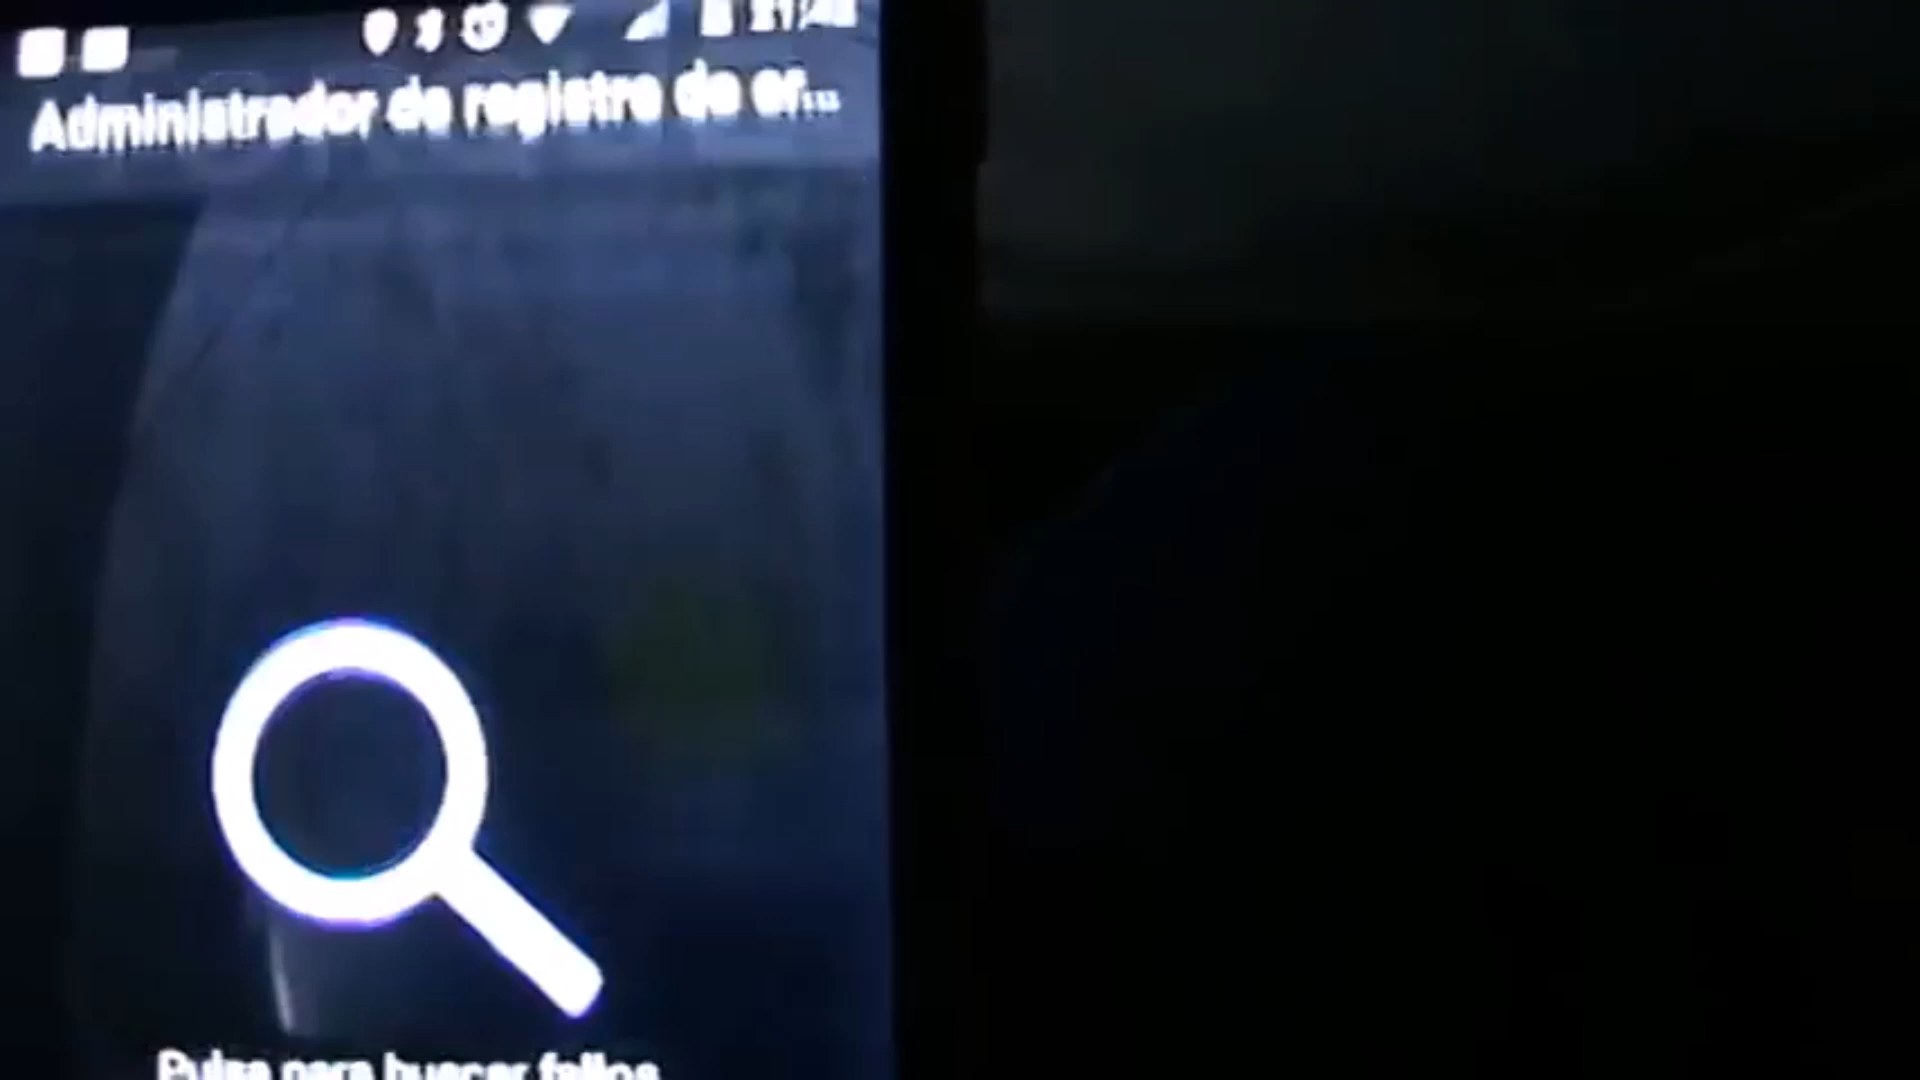 Administrador de registro de er...
Pulsa para buscar fallos